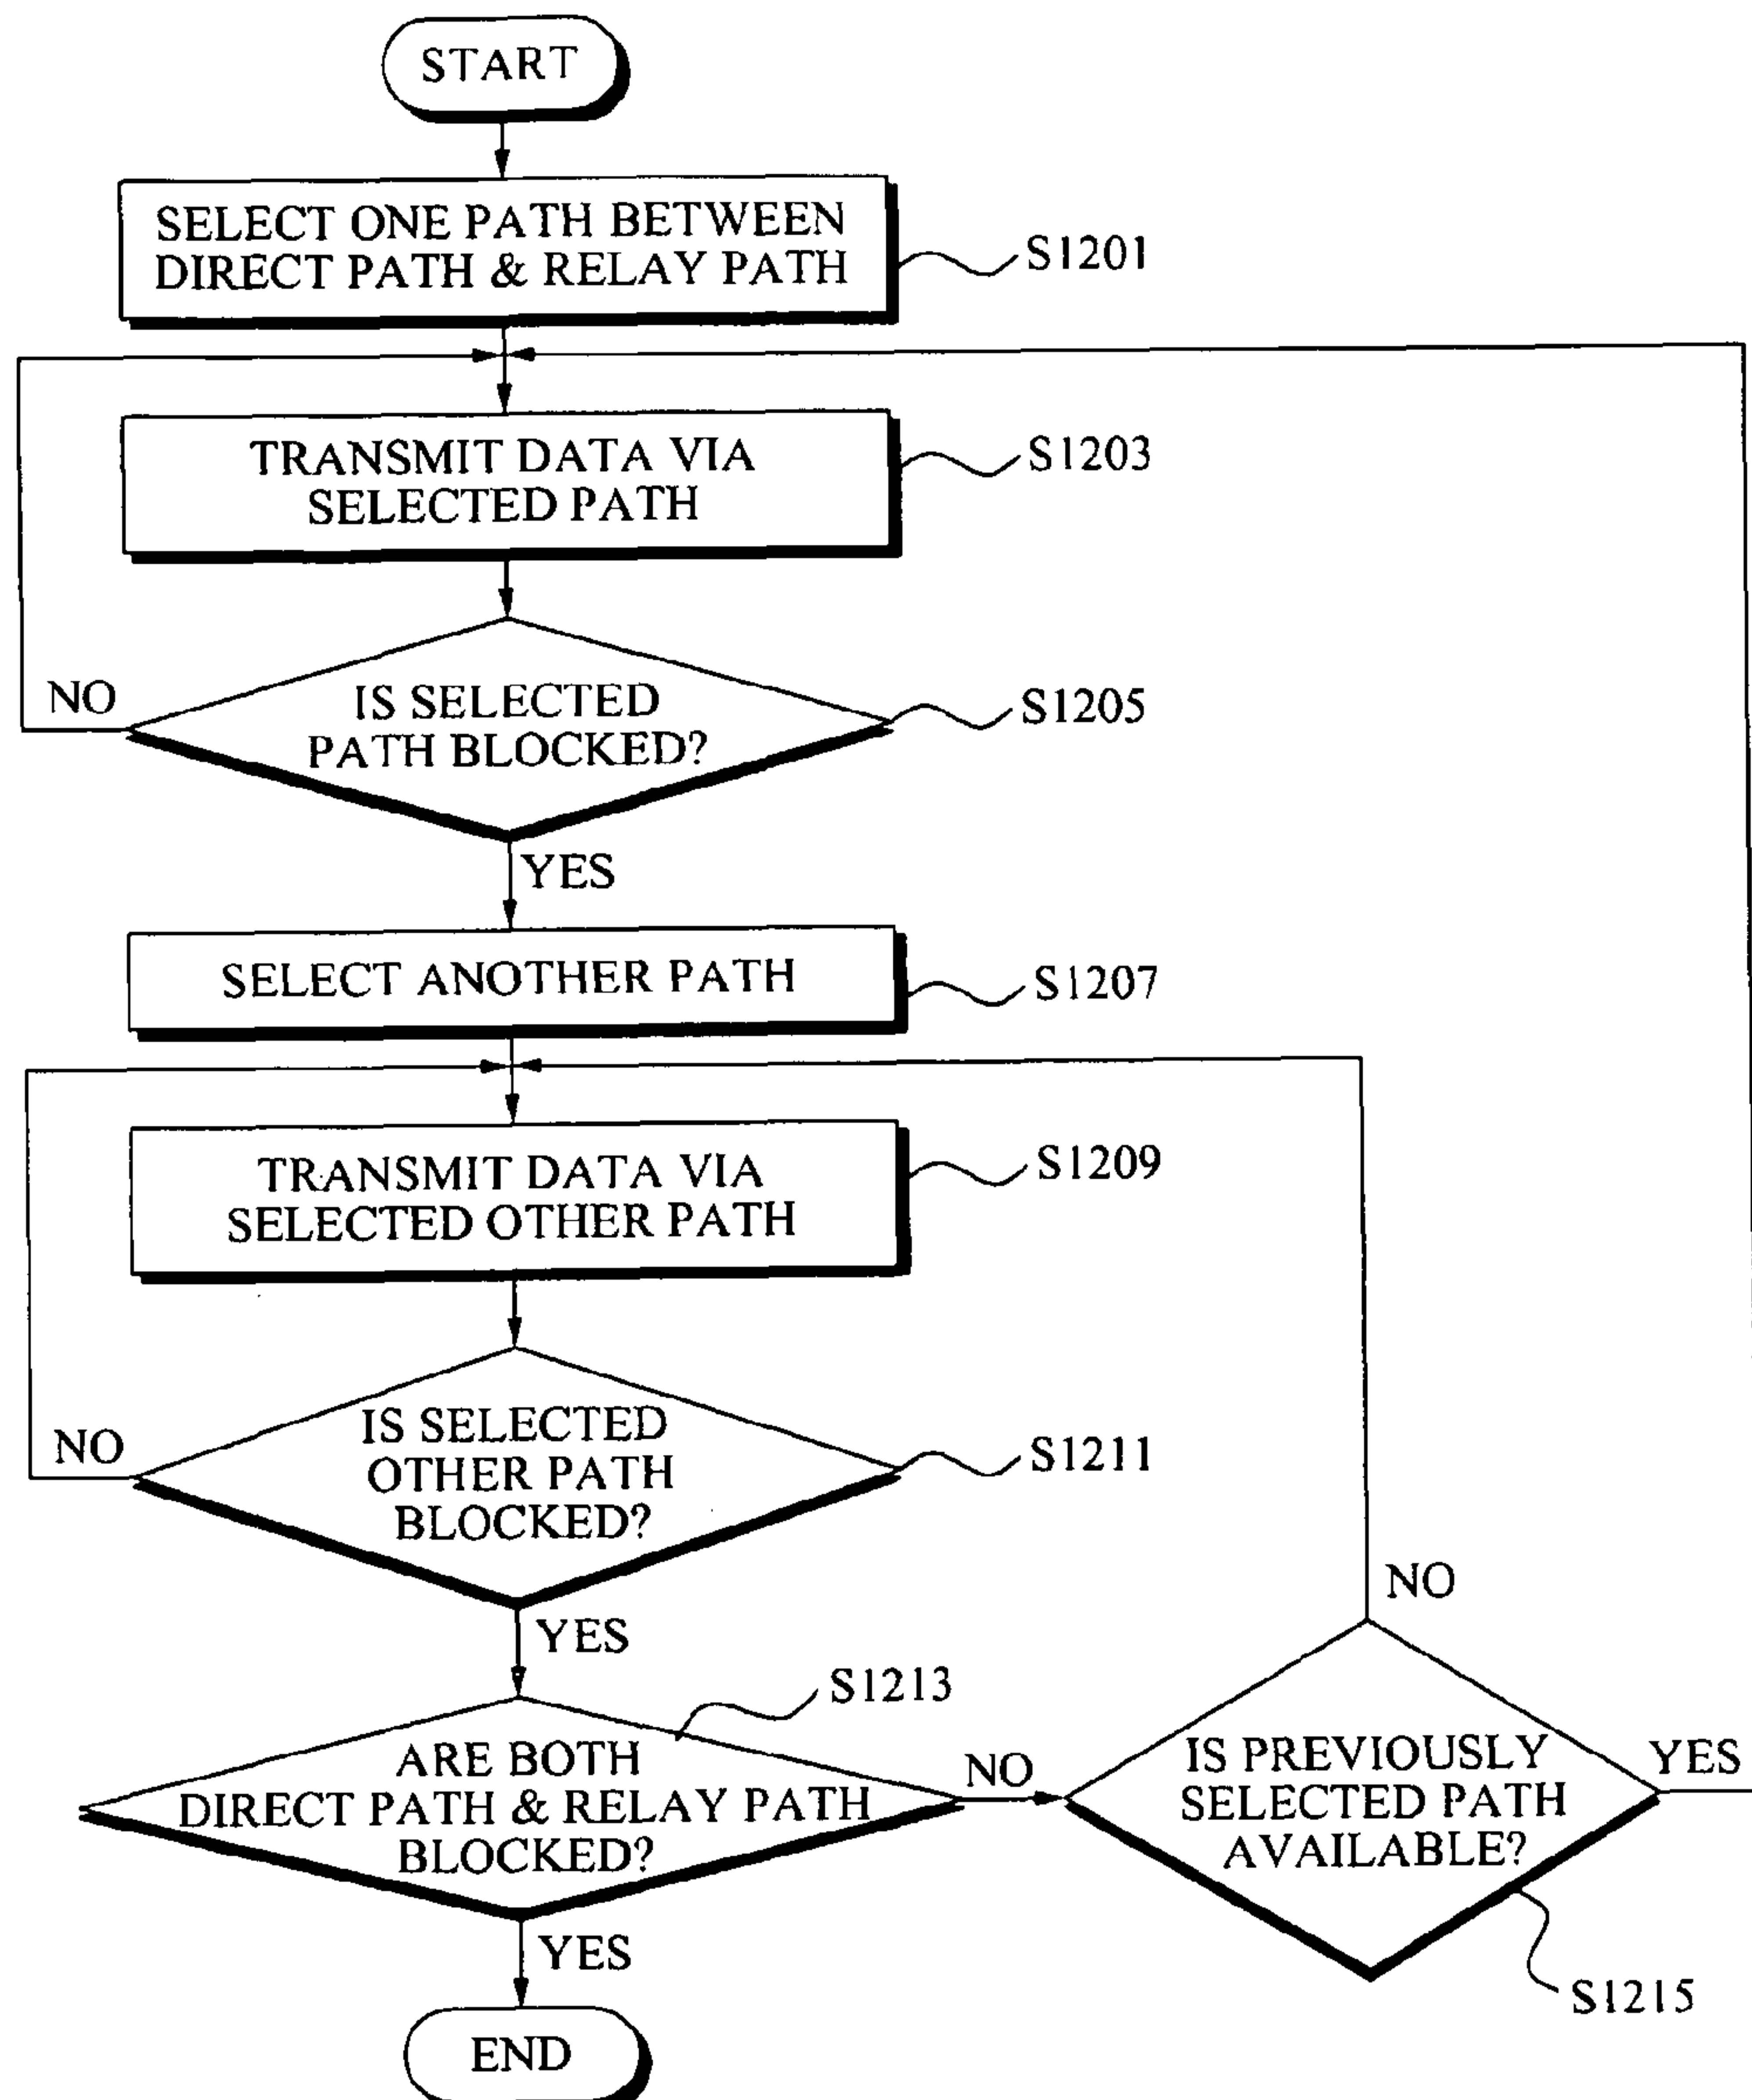 START
SELECT ONE PATH BETWEEN
DIRECT PATH & RELAY PATH
S1201
TRANSMIT DATA VIA
SELECTED PATH
S1203
NO
IS SELECTED
PATH BLOCKED?
S1205
YES
SELECT ANOTHER PATH
S1207
TRANSMIT DATA VIA
SELECTED OTHER PATH
S1209
NO
IS SELECTED
OTHER PATH
BLOCKED?
S1211
YES
NO
S1213
ARE BOTH
DIRECT PATH & RELAY PATH
BLOCKED?
NO
IS PREVIOUSLY
SELECTED PATH
AVAILABLE?
YES
YES
S1215
END